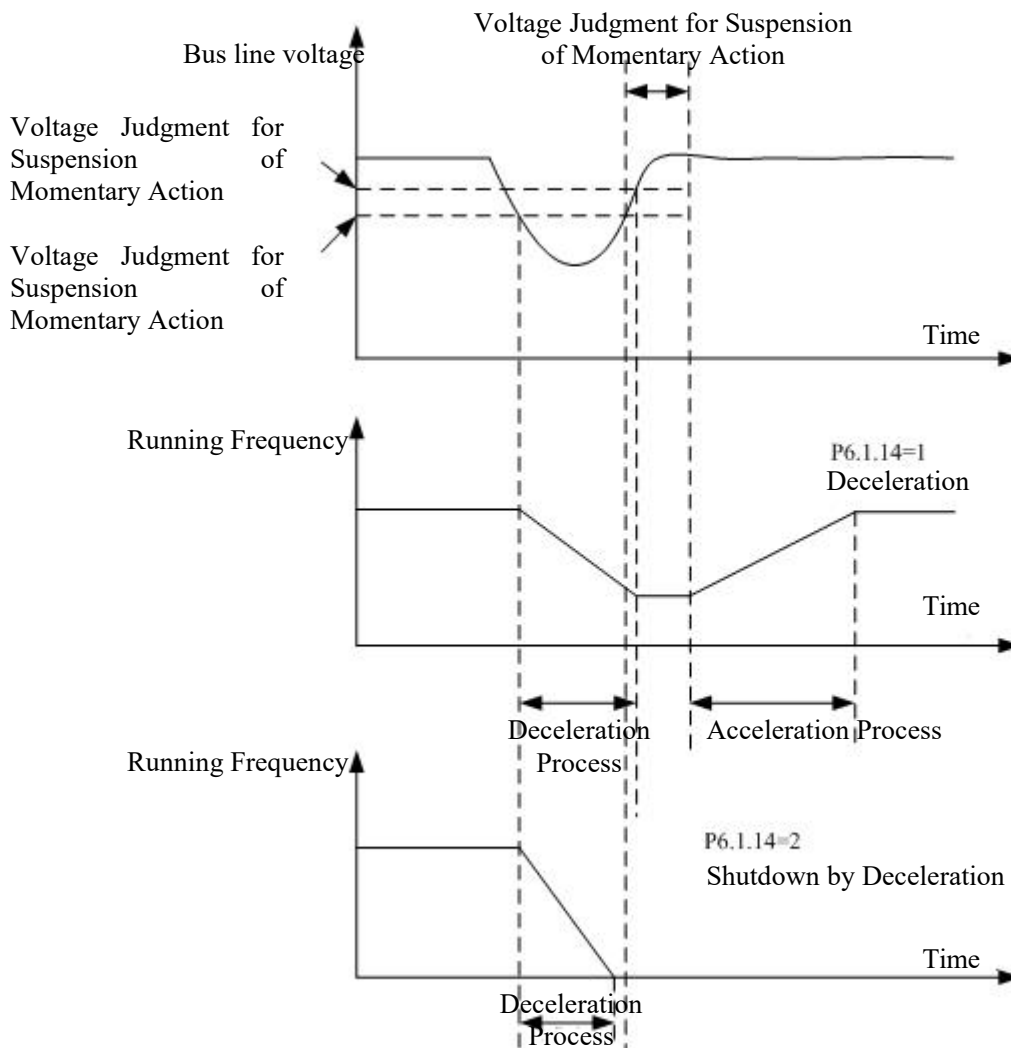 Voltage Judgment for Suspension
of Momentary Action
Bus line voltage
Voltage Judgment for
Suspension of
Momentary Action
Voltage Judgment for
Suspension of
Momentary Action
Time
Running Frequency
P6.1.14=1
Deceleration
Time
Deceleration
Process
Acceleration Process
Running Frequency
P6.1.14=2
Shutdown by Deceleration
Time
Deceleration
Process